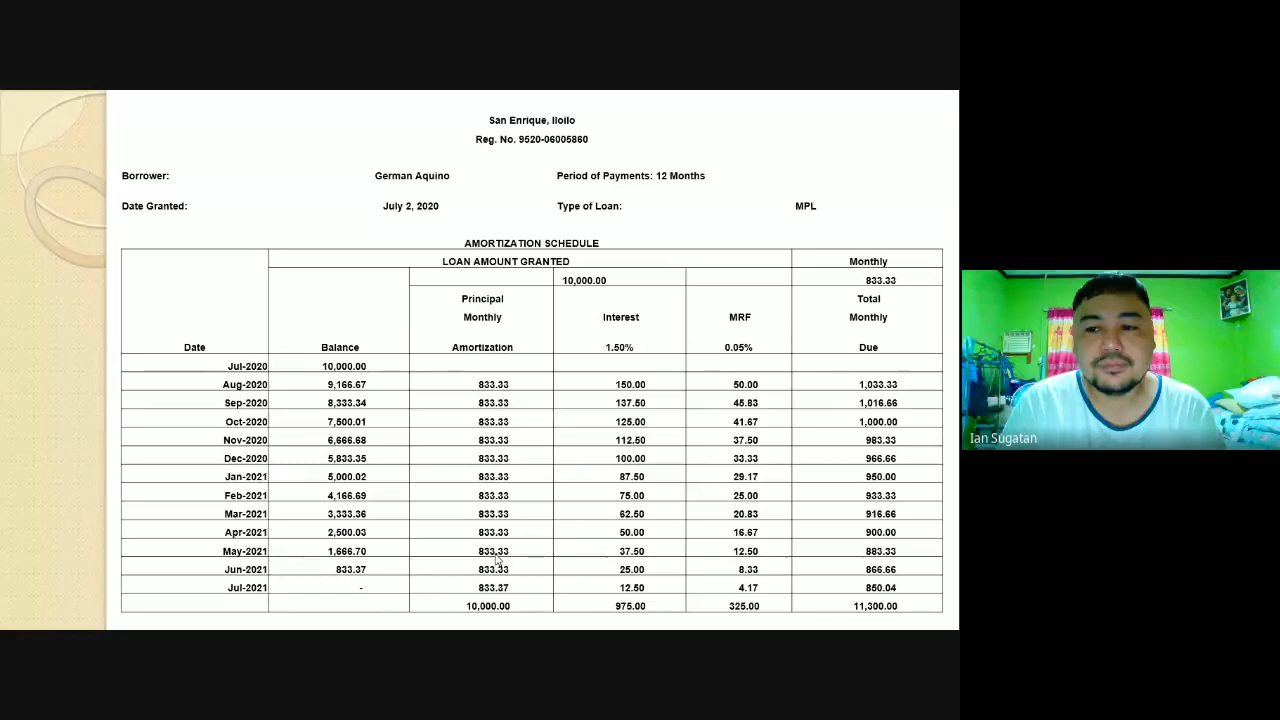 San Enrique, Iloilo
Reg. No. 9520-06005860
Borrower: German Aquino Period of Payments: 12 Months
Date Granted: July 2, 2020 Type of Loan: MPL
AMORTIZATION SCHEDULE
LOAN AMOUNT GRANTED Monthly
10,000.00 833.33
Principal Total
Monthly Interest MRF Monthly
Date Balance Amortization 1.50% 0.05% Due
Jul-2020 10,000.00
Aug-2020 9,166.67 833.33 150.00 50.00 1,033.33
Sep-2020 8,333.34 833.33 137.50 45.83 1,016.66
Oct-2020 7,500.01 833.33 125.00 41.67 1,000.00
Nov-2020 6,666.68 833.33 112.50 37.50 983.33
Dec-2020 5,833.35 833.33 100.00 33.33 966.66
Jan-2021 5,000.02 833.33 87.50 29.17 950.00
Feb-2021 4,166.69 833.33 75.00 25.00 933.33
Mar-2021 3,333.36 833.33 62.50 20.83 916.66
Apr-2021 2,500.03 833.33 50.00 16.67 900.00
May-2021 1,666.70 833.33 37.50 12.50 883.33
Jun-2021 833.37 833.33 25.00 8.33 866.66
Jul-2021 - 833.37 12.50 4.17 850.04
10,000.00 975.00 325.00 11,300.00
Ian Sugatan